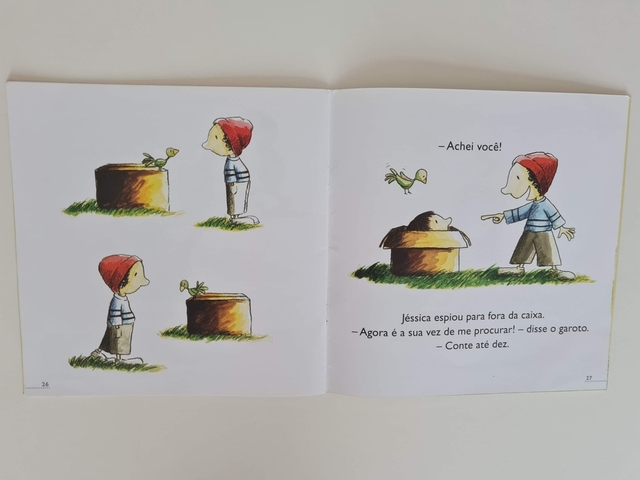 26
– Achei você!
Jéssica espiou para fora da caixa.
– Agora é a sua vez de me procurar! – disse o garoto.
– Conte até dez.
27